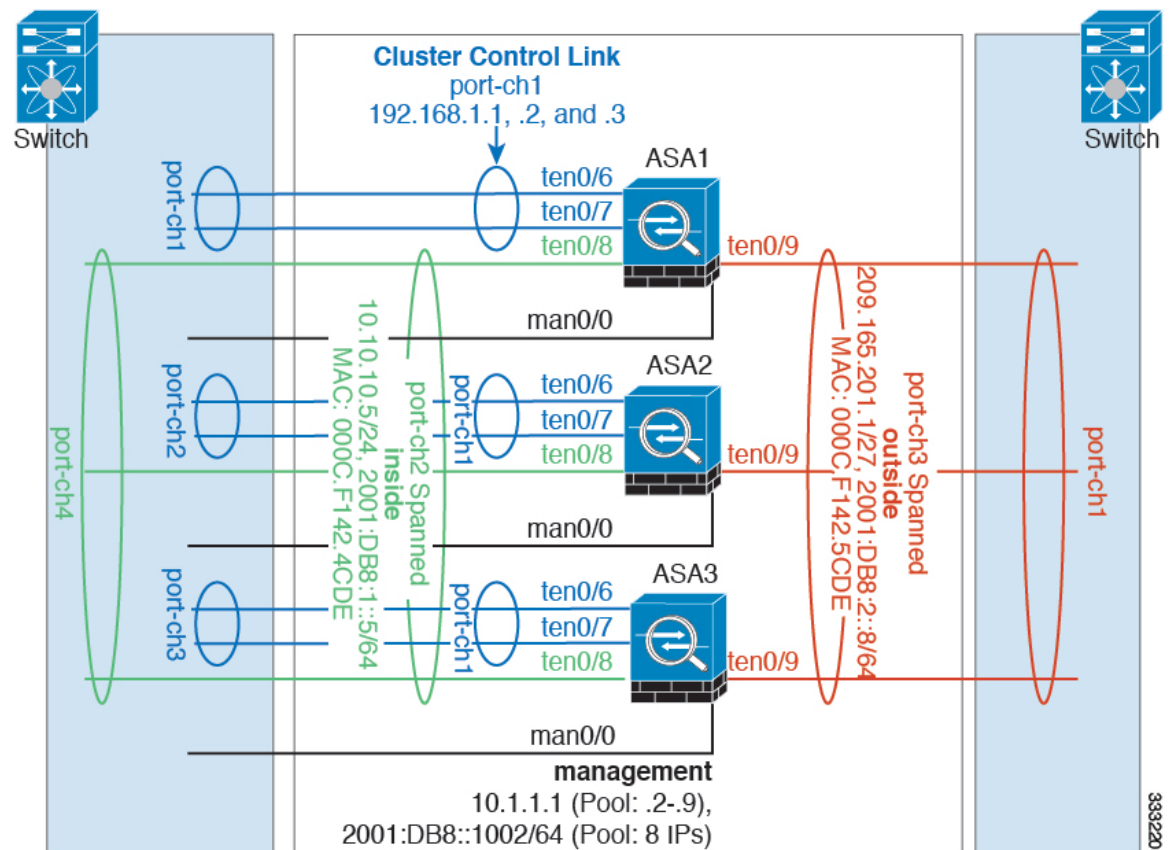 Switch
Switch
Cluster Control Link
port-ch1
192.168.1.1, .2, and .3
ASA1
port-ch1
ten0/6
ten0/7
ten0/8
ten0/9
man0/0
ASA2
port-ch2
port-ch1
ten0/6
ten0/7
ten0/8
ten0/9
man0/0
ASA3
port-ch3
port-ch1
ten0/6
ten0/7
ten0/8
ten0/9
man0/0
port-ch4
port-ch2 Spanned
inside
10.10.10.5/24, 2001:DB8:1::5/64
MAC: 000C.F142.4CDE
port-ch3 Spanned
outside
209.165.201.1/27, 2001:DB8:2::8/64
MAC: 000C.F142.5CDE
port-ch1
management
10.1.1.1 (Pool: .2-.9),
2001:DB8::1002/64 (Pool: 8 IPs)
333220